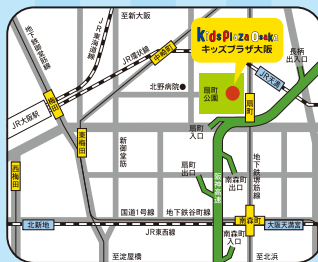 至新大阪
地下鉄御堂筋線
JR東海道線
JR環状線
中崎町
Kids Plaza Osaka
キッズプラザ大阪
長柄
出入口
北野病院
扇町
公園
JR天満
梅田
JR大阪駅
扇町
東梅田
新御堂筋
扇町
入口
扇町
出口
地下鉄堺筋線
西梅田
阪神高速
南森町
出口
国道1号線
地下鉄谷町線
南森町
北新地
JR東西線
大阪天満宮
南森町
入口
至淀屋橋
至北浜